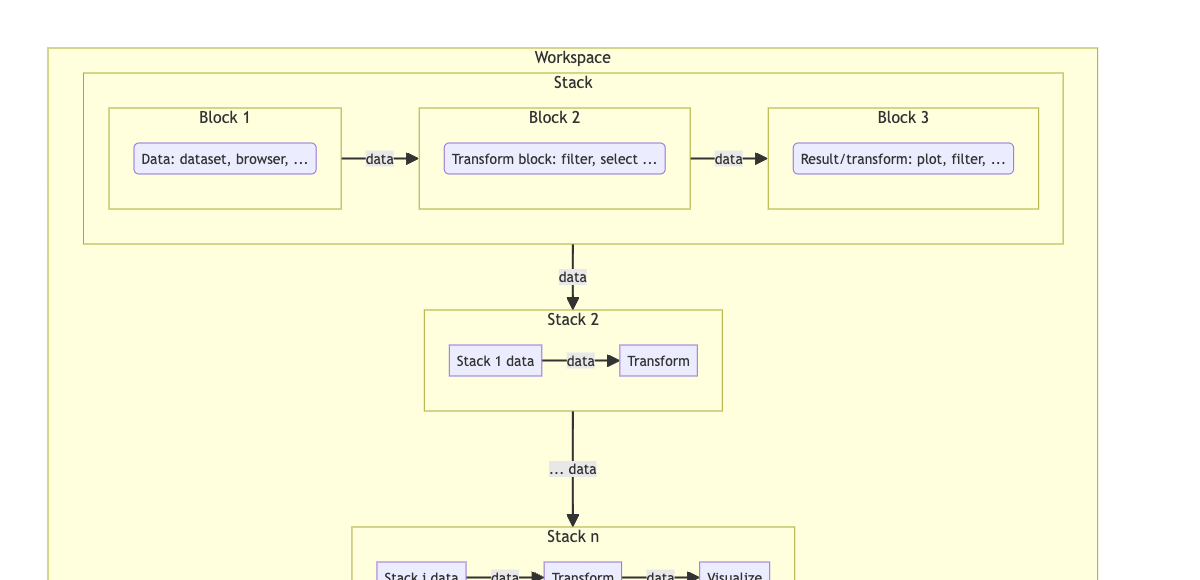 Workspace
Stack
Block 1
Block 2
Block 3
Data: dataset, browser, ...
data
Transform block: filter, select ...
data
Result/transform: plot, filter, ...
data
Stack 2
Stack 1 data
data
Transform
... data
Stack n
Stack i data
data
Transform
data
Visualize